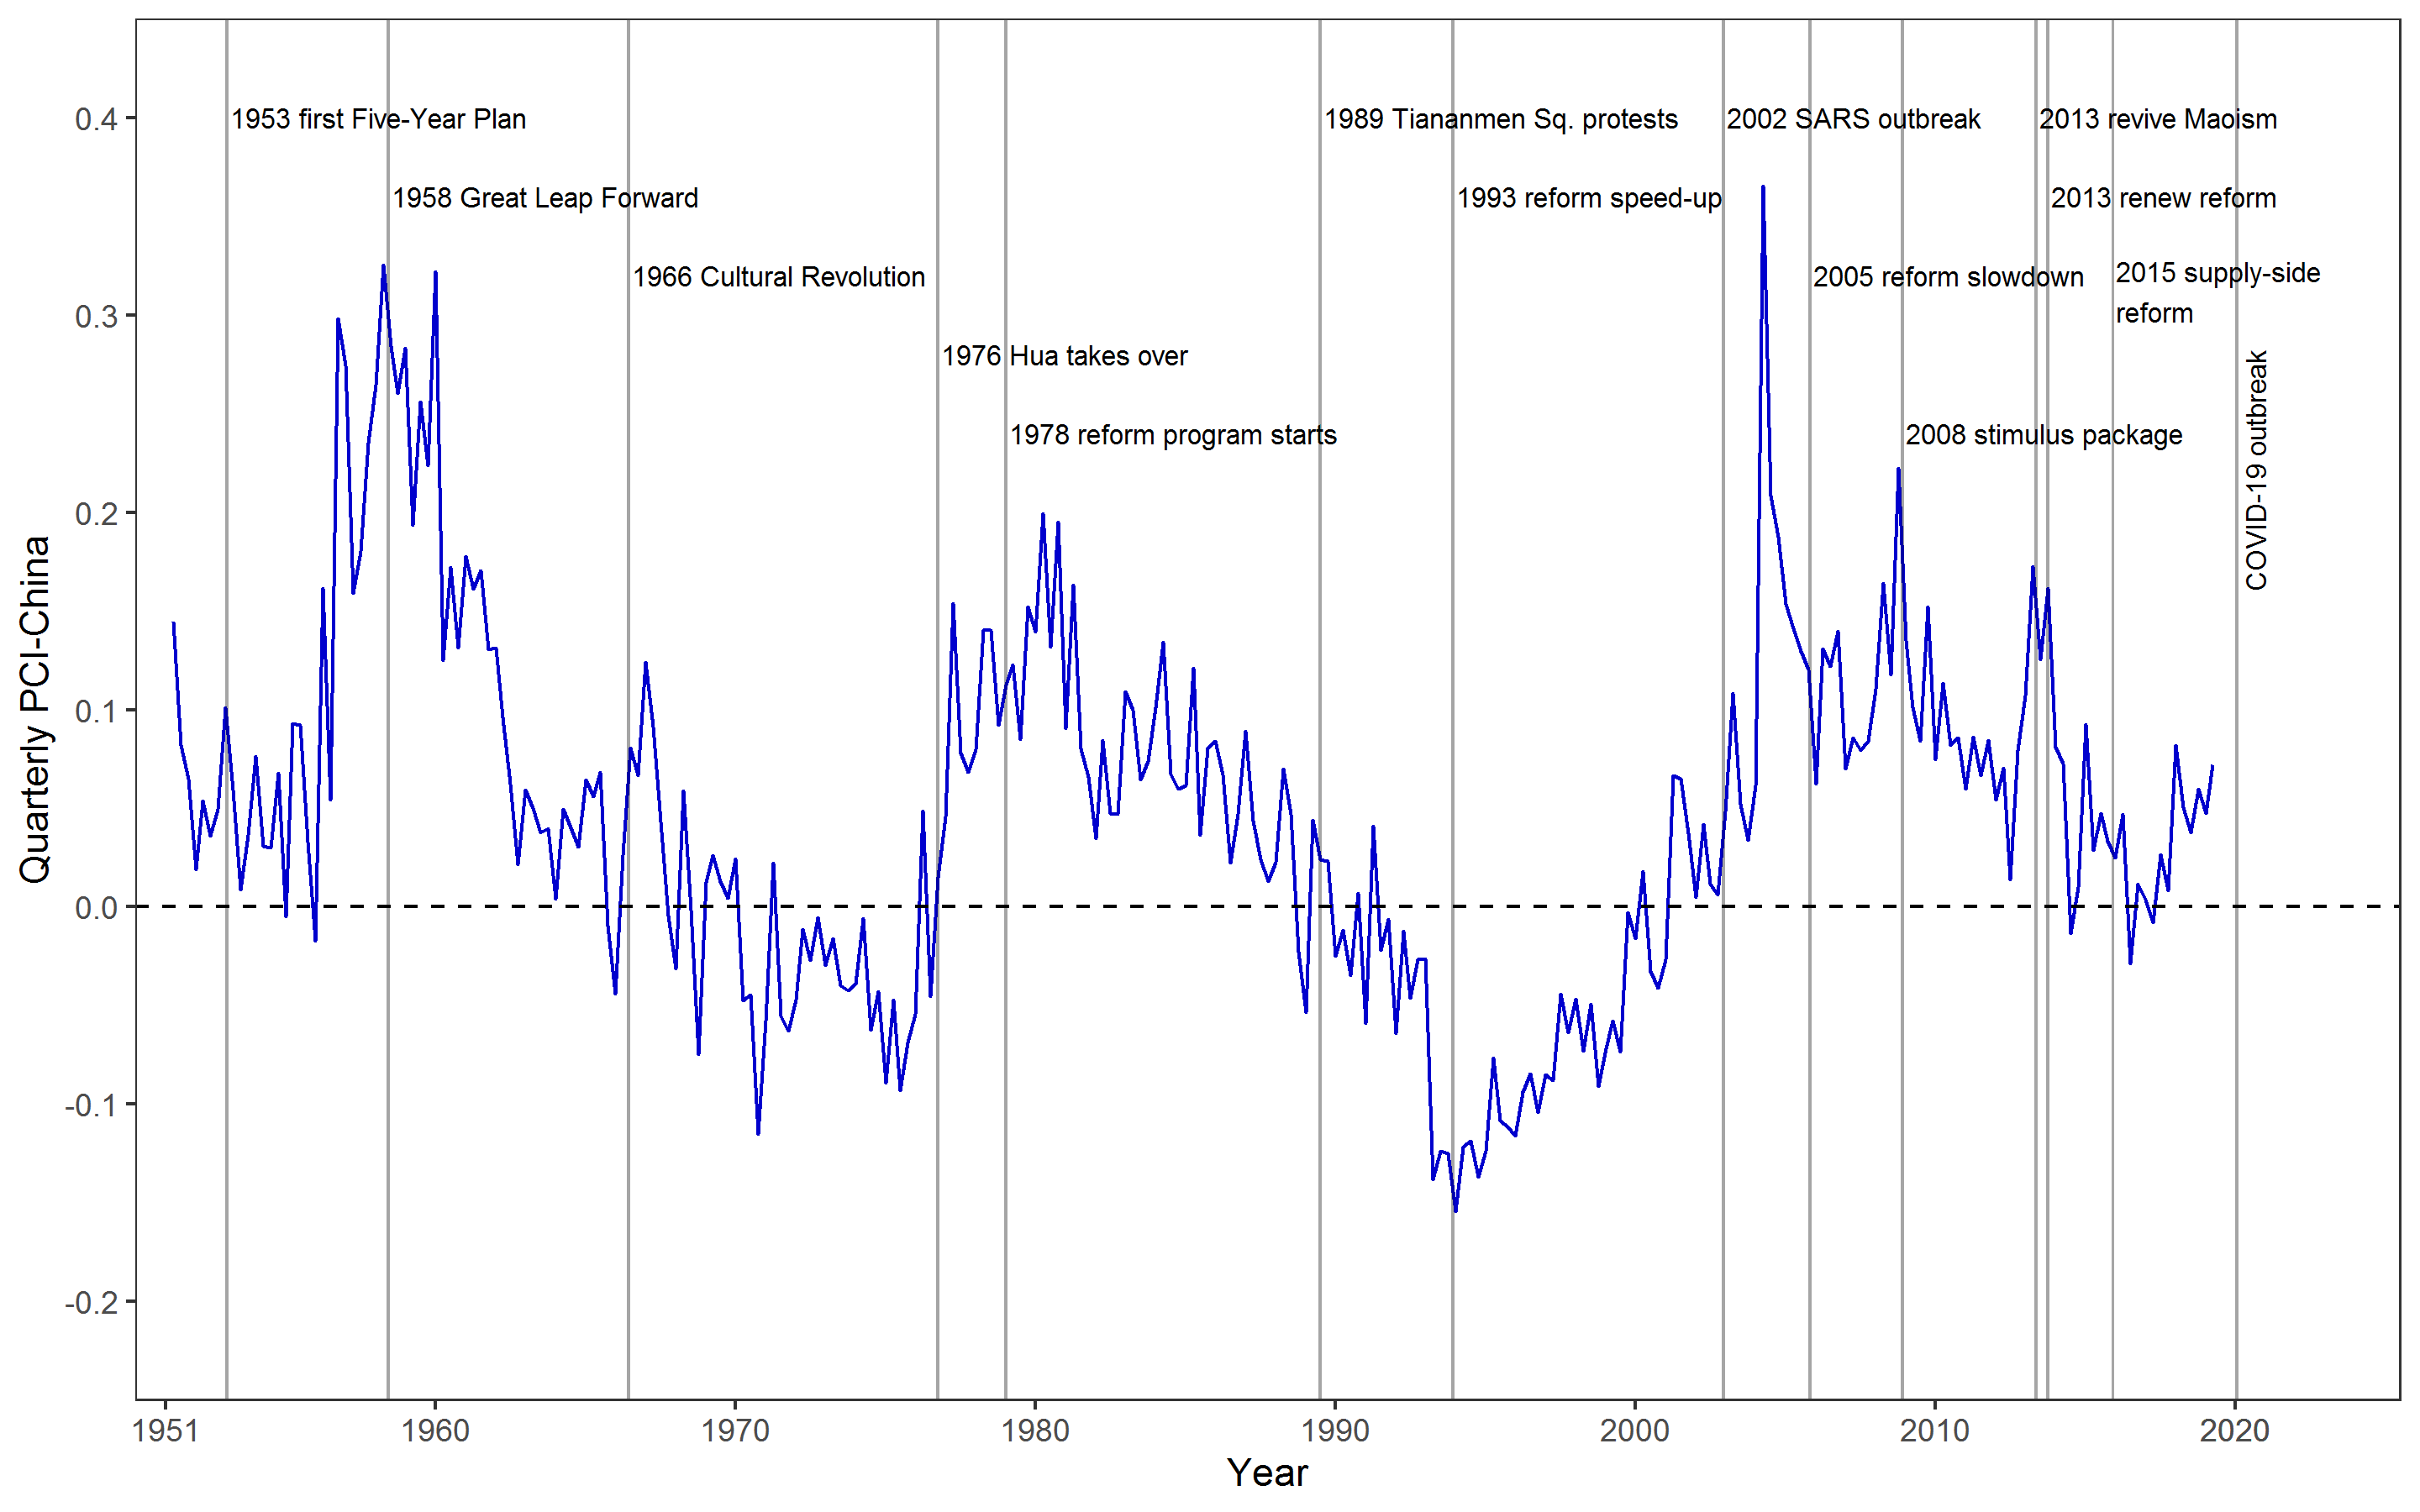 0.4
0.3
0.2
0.1
0.0
-0.1
-0.2
Quarterly PCI-China
1953 first Five-Year Plan
1958 Great Leap Forward
1966 Cultural Revolution
1976 Hua takes over
1978 reform program starts
1989 Tiananmen Sq. protests
1993 reform speed-up
2002 SARS outbreak
2005 reform slowdown
2008 stimulus package
2013 revive Maoism
2013 renew reform
2015 supply-side
reform
COVID-19 outbreak
1951
1960
1970
1980
1990
2000
2010
2020
Year